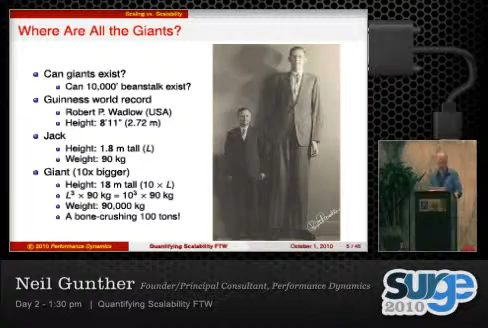 Scaling vs. Scalability
Where Are All the Giants?
Can giants exist?
Can 10,000' beanstalk exist?
Guinness world record
Robert P. Wadlow (USA)
Height: 8'11" (2.72 m)
Jack
Height: 1.8 m tall (L)
Weight: 90 kg
Giant (10x bigger)
Height: 18 m tall (10 × L)
L³ × 90 kg = 10³ × 90 kg
Weight: 90,000 kg
A bone-crushing 100 tons!
© 2010 Performance Dynamics Quantifying Scalability FTW October 1, 2010 5 / 45
Neil Gunther Founder/Principal Consultant, Performance Dynamics
Day 2 - 1:30 pm | Quantifying Scalability FTW
surge
2010